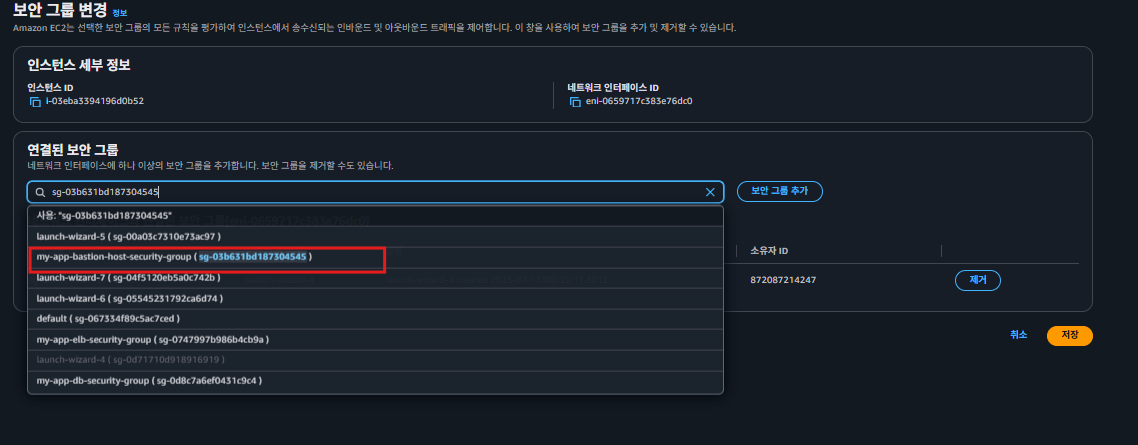 보안 그룹 변경 정보
Amazon EC2는 선택한 보안 그룹의 모든 규칙을 평가하여 인스턴스에서 송수신되는 인바운드 및 아웃바운드 트래픽을 제어합니다. 이 창을 사용하여 보안 그룹을 추가 및 제거할 수 있습니다.
인스턴스 세부 정보
인스턴스 ID
i-03eba3394196d0b52
네트워크 인터페이스 ID
eni-0659717c383e76dc0
연결된 보안 그룹
네트워크 인터페이스에 하나 이상의 보안 그룹을 추가합니다. 보안 그룹을 제거할 수도 있습니다.
sg-03b631bd187304545
보안 그룹 추가
사용: "sg-03b631bd187304545"
launch-wizard-5 ( sg-00a03c7310e73ac97 )
my-app-bastion-host-security-group ( sg-03b631bd187304545 )
launch-wizard-7 ( sg-04f5120eb5a0c742b )
launch-wizard-6 ( sg-05545231792ca6d74 )
default ( sg-067334f89c5ac7ced )
my-app-elb-security-group ( sg-0747997b986b4cb9a )
launch-wizard-4 ( sg-0d71710d918916919 )
my-app-db-security-group ( sg-0d8c7a6ef0431c9c4 )
소유자 ID
872087214247
제거
취소
저장